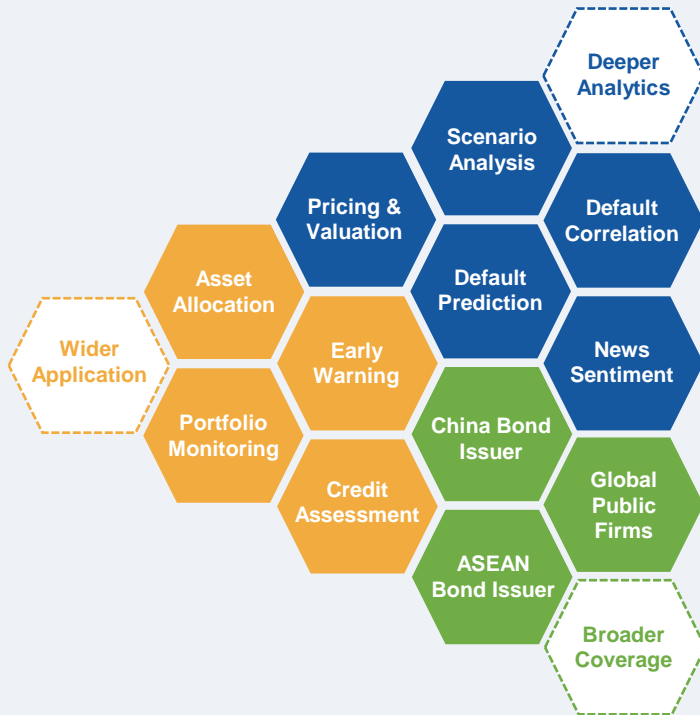 Deeper
Analytics
Scenario
Analysis
Pricing &
Valuation
Default
Correlation
Asset
Allocation
Default
Prediction
Wider
Application
Early
Warning
News
Sentiment
Portfolio
Monitoring
China Bond
Issuer
Credit
Assessment
Global
Public
Firms
ASEAN
Bond Issuer
Broader
Coverage